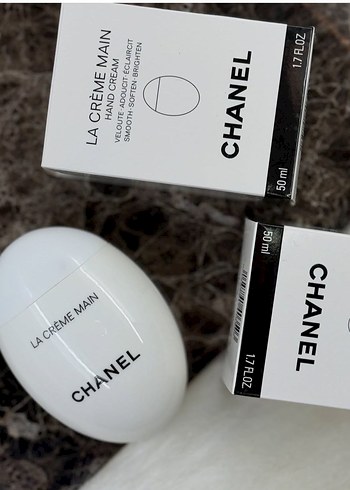 LA CRÈME MAIN
HAND CREAM
VELOUTE·ADOUCIT·ÉCLAIRCIT
SMOOTH·SOFTEN·BRIGHTEN
CHANEL
50 ml
1.7 FL.OZ
LA CRÈME MAIN
CHANEL
50 ml
1.7 FL.OZ
CHANEL